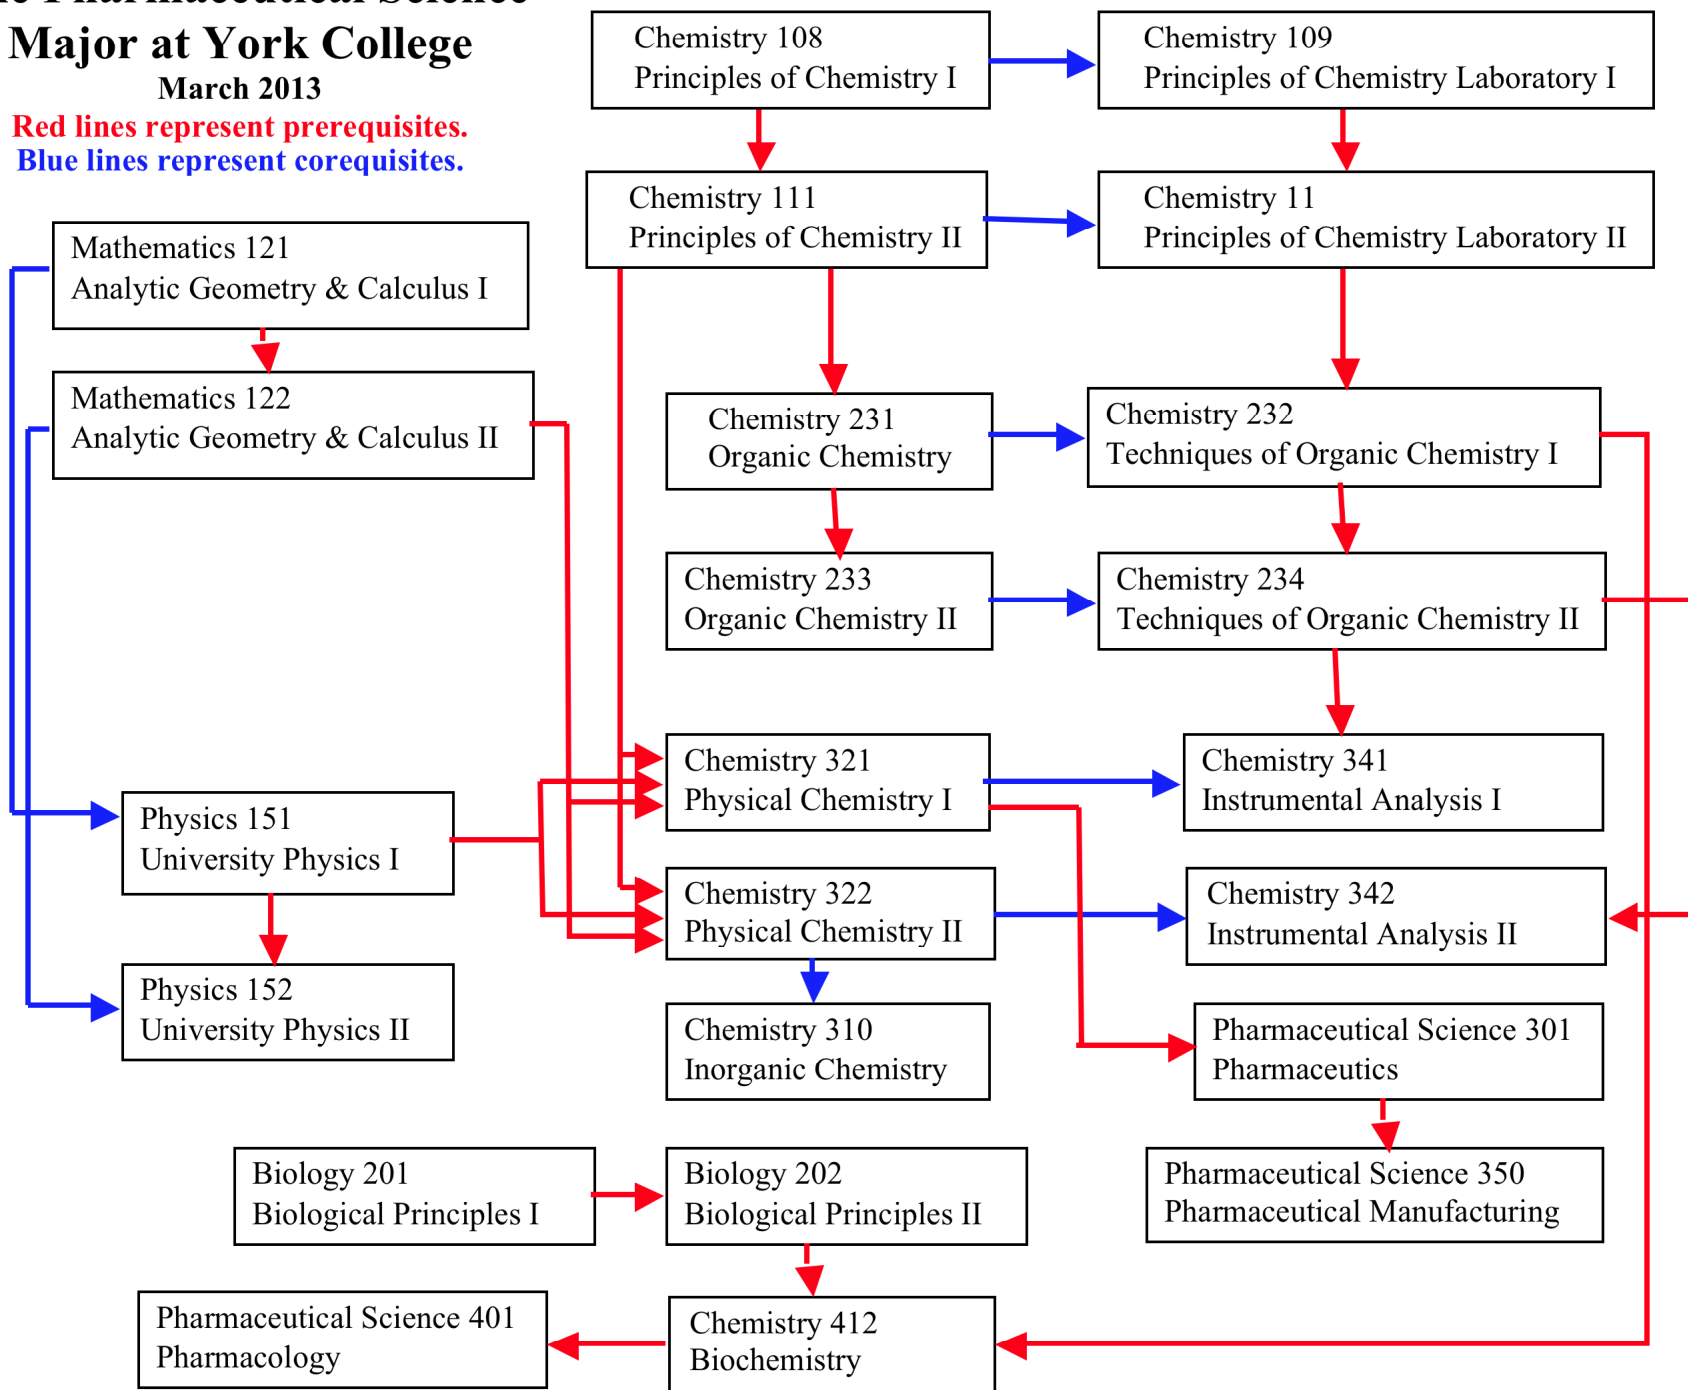 Pharmaceutical Science
Major at York College
March 2013
Red lines represent prerequisites.
Blue lines represent corequisites.
Chemistry 108
Principles of Chemistry I
Chemistry 109
Principles of Chemistry Laboratory I
Chemistry 111
Principles of Chemistry II
Chemistry 11
Principles of Chemistry Laboratory II
Mathematics 121
Analytic Geometry & Calculus I
Mathematics 122
Analytic Geometry & Calculus II
Chemistry 231
Organic Chemistry
Chemistry 232
Techniques of Organic Chemistry I
Chemistry 233
Organic Chemistry II
Chemistry 234
Techniques of Organic Chemistry II
Chemistry 321
Physical Chemistry I
Chemistry 341
Instrumental Analysis I
Physics 151
University Physics I
Chemistry 322
Physical Chemistry II
Chemistry 342
Instrumental Analysis II
Physics 152
University Physics II
Chemistry 310
Inorganic Chemistry
Pharmaceutical Science 301
Pharmaceutics
Biology 201
Biological Principles I
Biology 202
Biological Principles II
Pharmaceutical Science 350
Pharmaceutical Manufacturing
Pharmaceutical Science 401
Pharmacology
Chemistry 412
Biochemistry